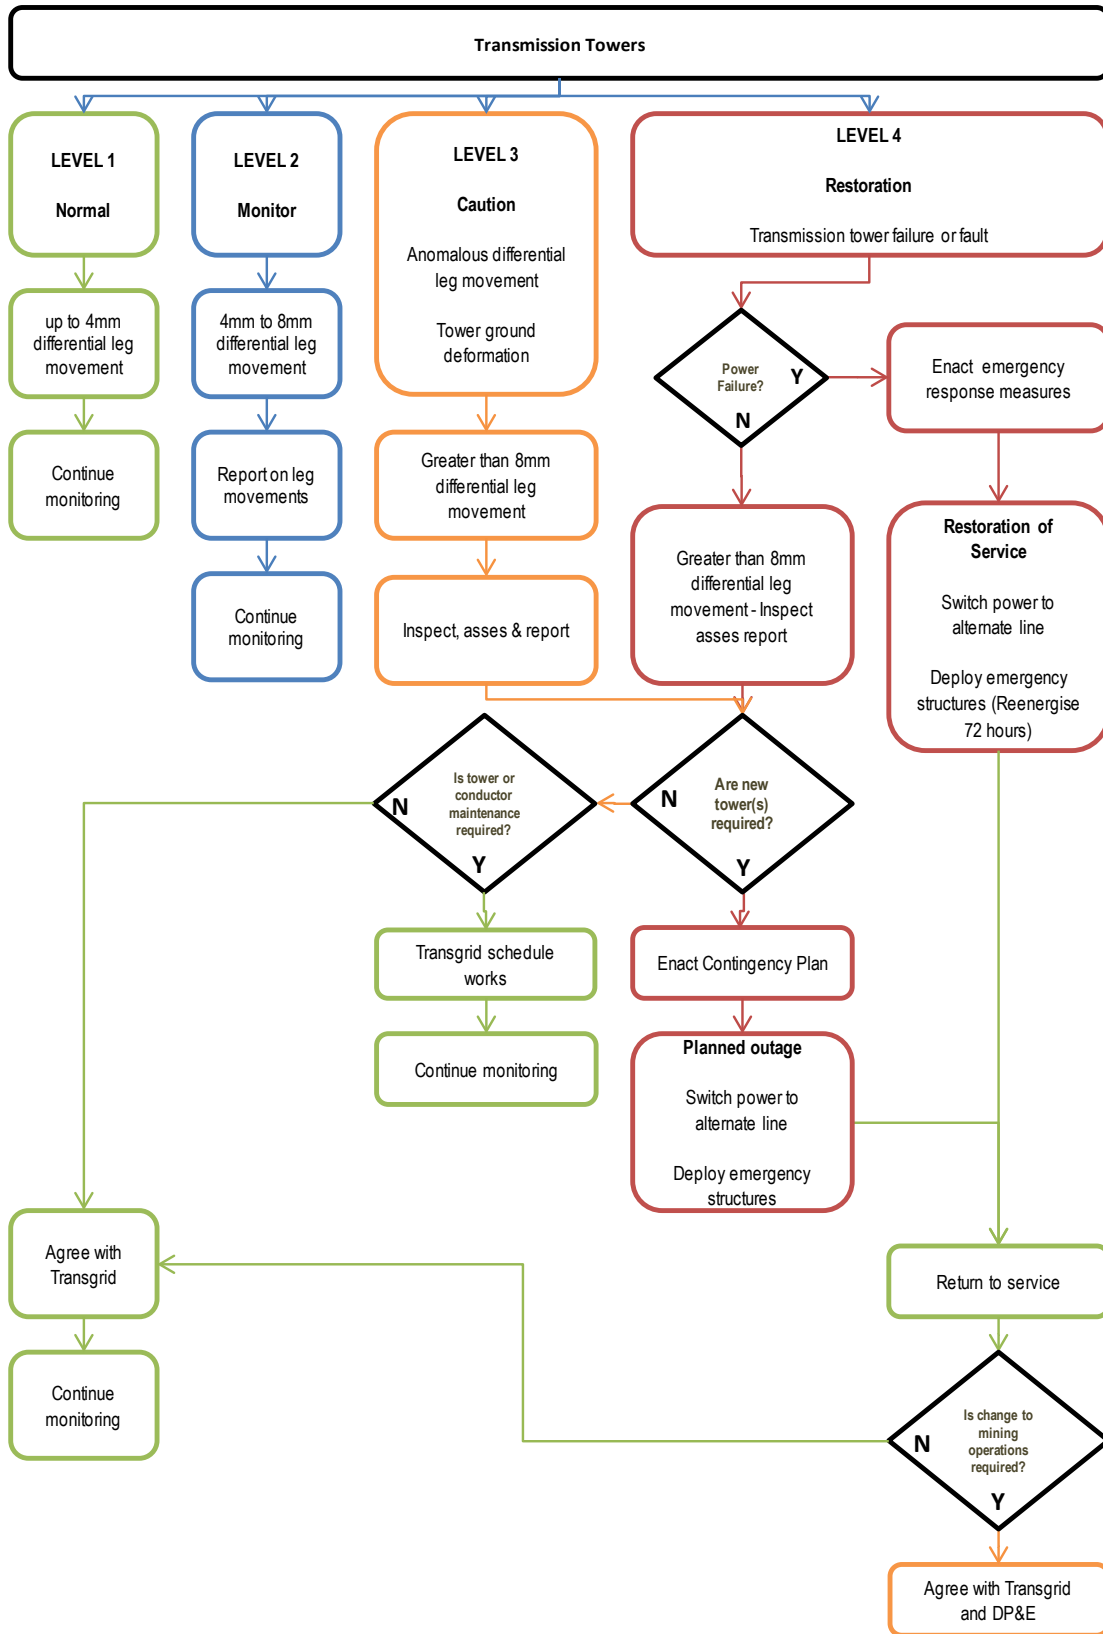 Transmission Towers
LEVEL 1
Normal
up to 4mm
differential leg
movement
Continue
monitoring
LEVEL 2
Monitor
4mm to 8mm
differential leg
movement
Report on leg
movements
Continue
monitoring
LEVEL 3
Caution
Anomalous differential
leg movement
Tower ground
deformation
Greater than 8mm
differential leg
movement
Inspect, asses & report
LEVEL 4
Restoration
Transmission tower failure or fault
Power
Failure?
Y
N
Enact emergency
response measures
Restoration of
Service
Switch power to
alternate line
Deploy emergency
structures (Reenergise
72 hours)
Greater than 8mm
differential leg
movement - Inspect
asses report
Are new
tower(s)
required?
N
Y
Is tower or
conductor
maintenance
required?
N
Y
Transgrid schedule
works
Continue monitoring
Enact Contingency Plan
Planned outage
Switch power to
alternate line
Deploy emergency
structures
Agree with
Transgrid
Continue
monitoring
Return to service
Is change to
mining
operations
required?
N
Y
Agree with Transgrid
and DP&E